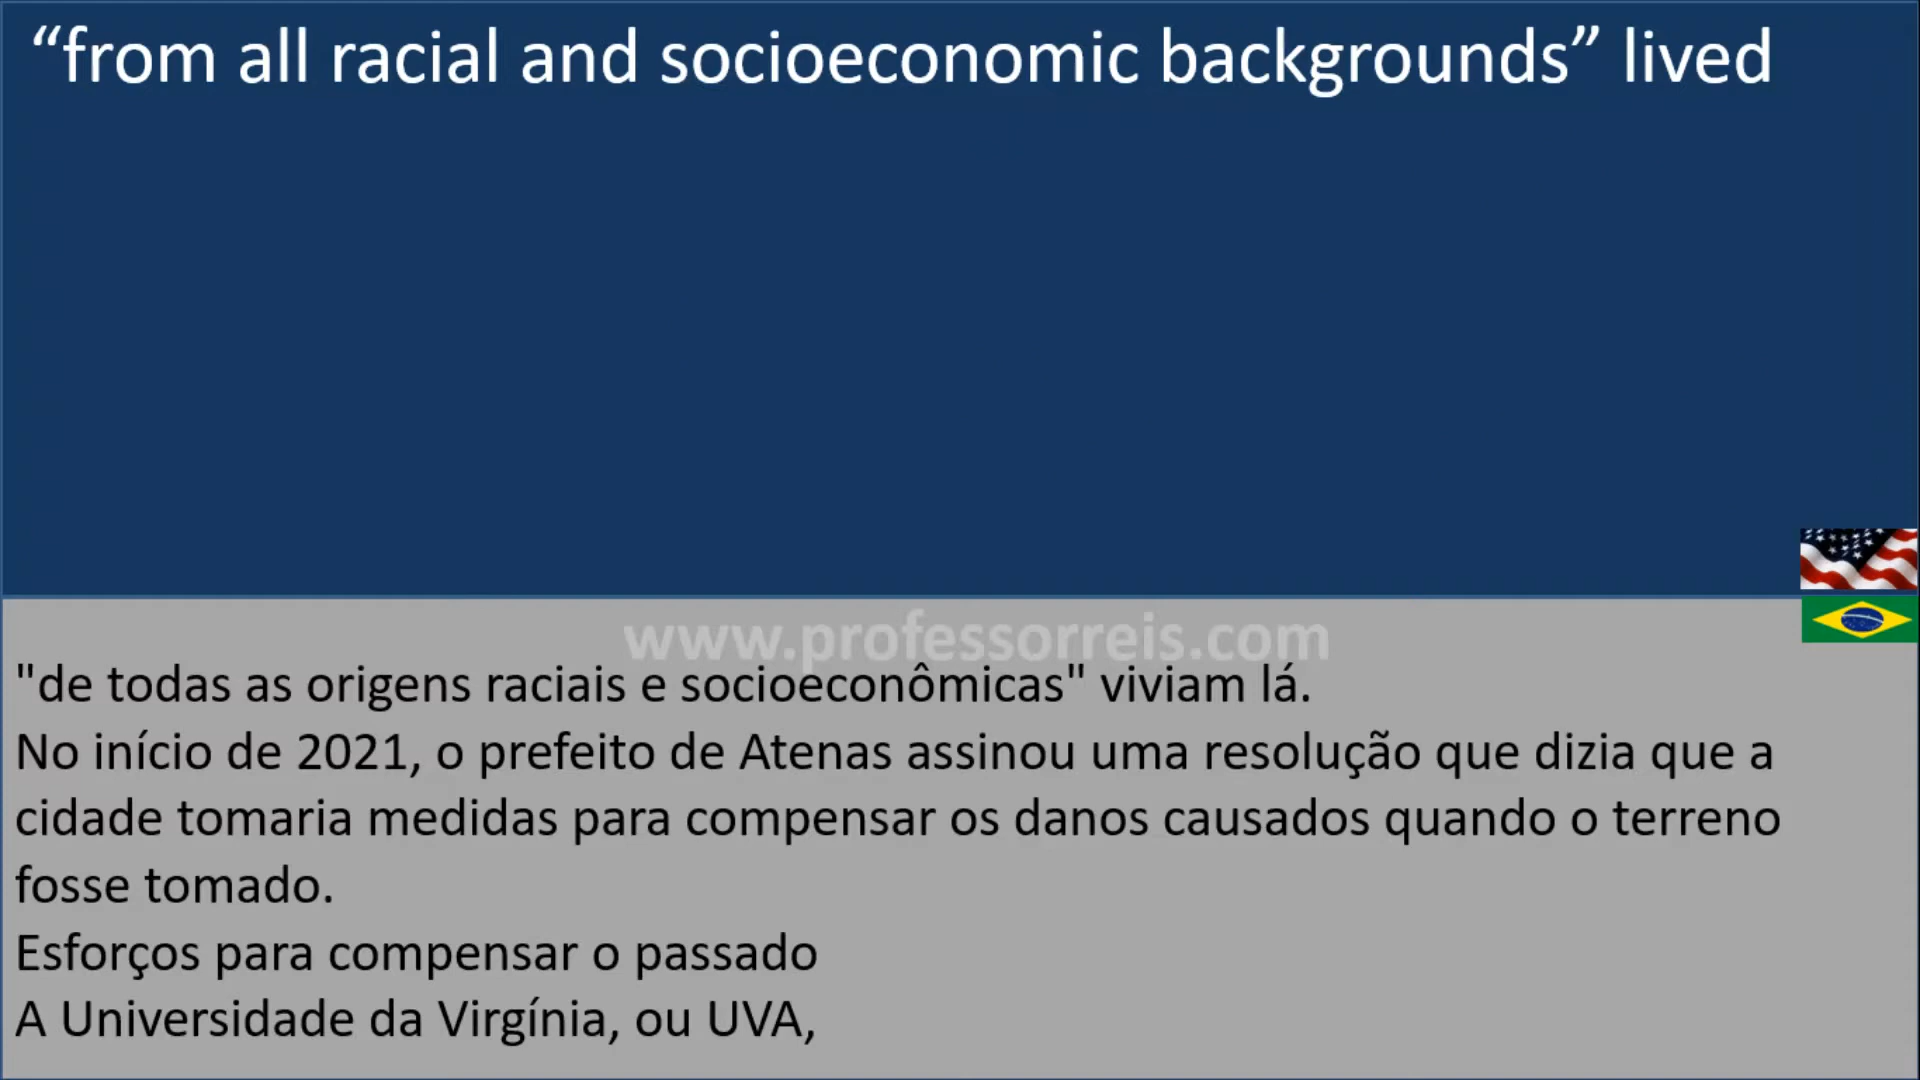 “from all racial and socioeconomic backgrounds” lived
www.professorreis.com
"de todas as origens raciais e socioeconômicas" viviam lá.
No início de 2021, o prefeito de Atenas assinou uma resolução que dizia que a
cidade tomaria medidas para compensar os danos causados quando o terreno
fosse tomado.
Esforços para compensar o passado
A Universidade da Virgínia, ou UVA,